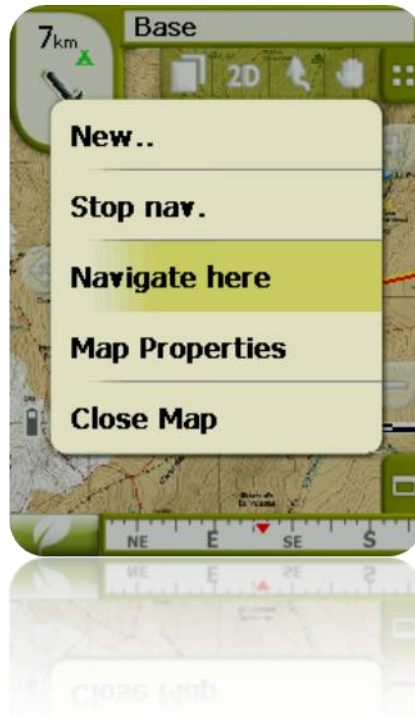 7km
Base
2D
New..
Stop nav.
Navigate here
Map Properties
Close Map
NE E SE S